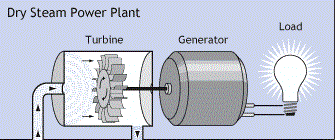 Dry Steam Power Plant
Load
Turbine
Generator